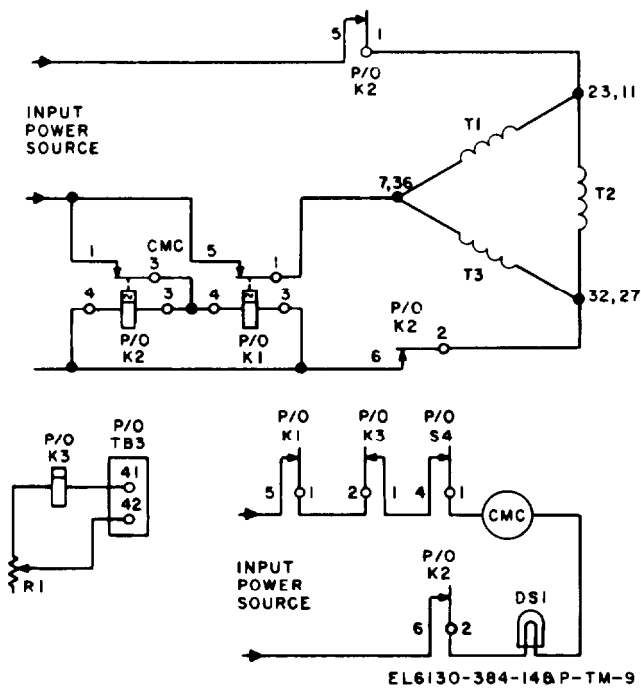 5 1
P/O
K2
23,11
INPUT
POWER
SOURCE
T1
7,36
T2
T3
1 3 CMC 5 1
4 2 3 4 2 3
P/O
K2
P/O
K1
32,27
P/O
K2
2
6
P/O
K3
P/O
TB3
41
42
R1
P/O
K1
P/O
K3
P/O
S4
5 1 2 1 4 1
CMC
INPUT
POWER
SOURCE
P/O
K2
6 2
DS1
EL6130-384-14&P-TM-9